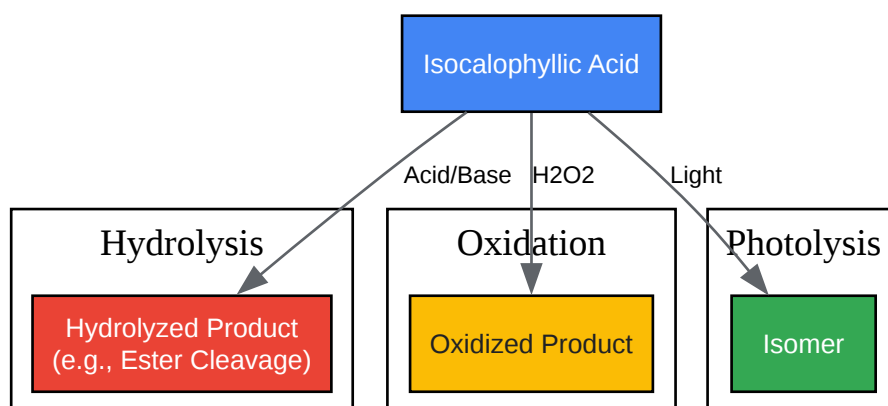 Isocalophyllic Acid
Acid/Base
H2O2
Light
Hydrolysis
Oxidation
Photolysis
Hydrolyzed Product
(e.g., Ester Cleavage)
Oxidized Product
Isomer